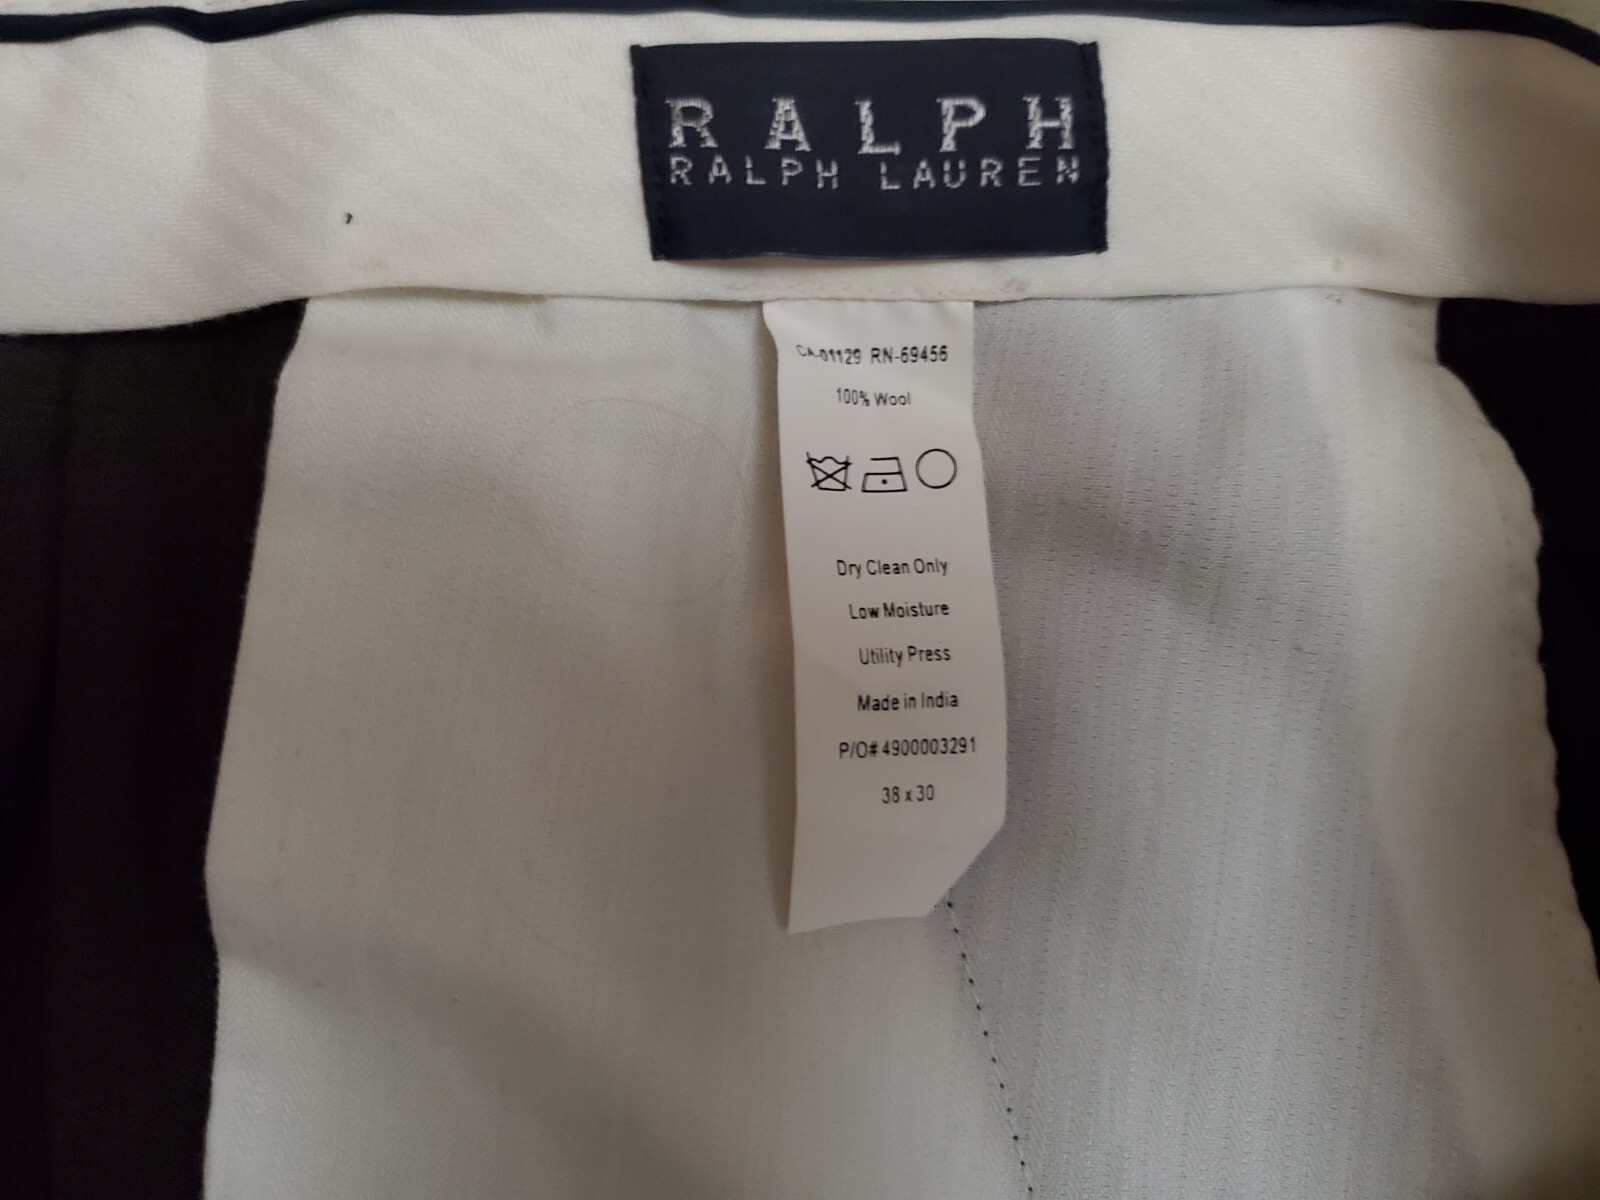 RALPH
RALPH LAUREN
CA-01129 RN-69456
100% Wool
Dry Clean Only
Low Moisture
Utility Press
Made in India
P/O# 4900003291
38 x 30